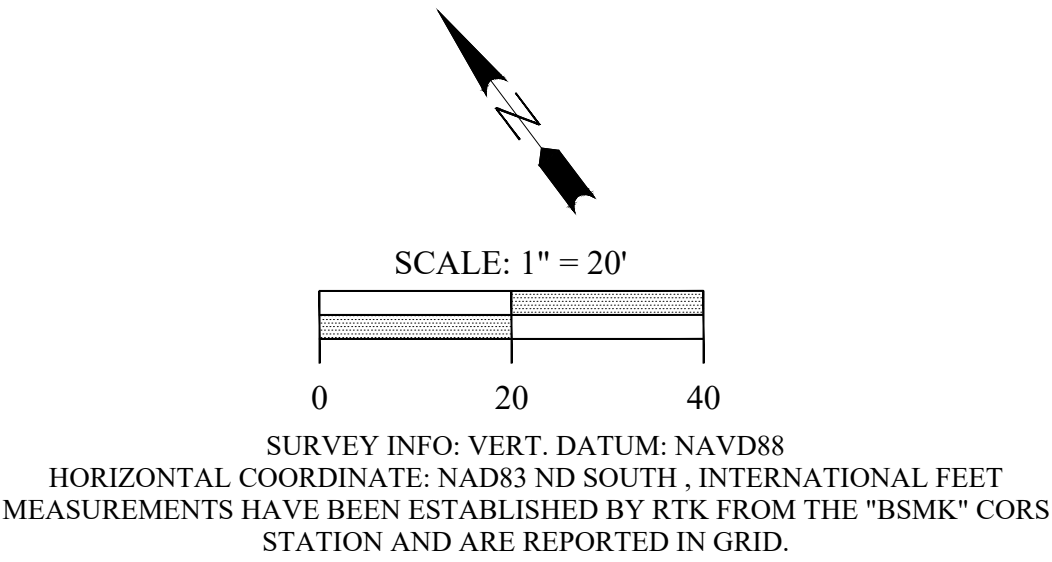 N
SCALE: 1" = 20'
0 20 40
SURVEY INFO: VERT. DATUM: NAVD88
HORIZONTAL COORDINATE: NAD83 ND SOUTH , INTERNATIONAL FEET
MEASUREMENTS HAVE BEEN ESTABLISHED BY RTK FROM THE "BSMK" CORS
STATION AND ARE REPORTED IN GRID.